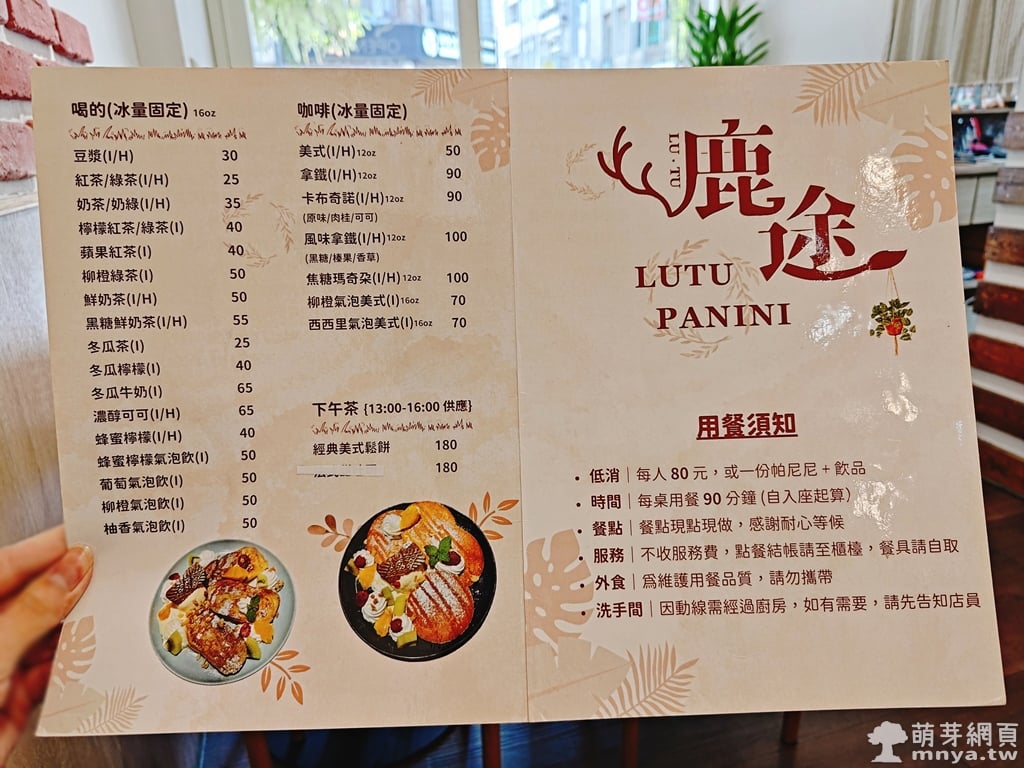 喝的(冰量固定) 16oz
豆漿(I/H) 30
紅茶/綠茶(I/H) 25
奶茶/奶綠(I/H) 35
檸檬紅茶/綠茶(I) 40
蘋果紅茶(I) 40
柳橙綠茶(I) 50
鮮奶茶(I/H) 50
黑糖鮮奶茶(I/H) 55
冬瓜茶(I) 25
冬瓜檸檬(I) 40
冬瓜牛奶(I) 65
濃醇可可(I/H) 65
蜂蜜檸檬(I/H) 40
蜂蜜檸檬氣泡飲(I) 50
葡萄氣泡飲(I) 50
柳橙氣泡飲(I) 50
柚香氣泡飲(I) 50
咖啡(冰量固定)
美式(I/H)12oz 50
拿鐵(I/H)12oz 90
卡布奇諾(I/H)12oz 90
(原味/肉桂/可可)
風味拿鐵(I/H)12oz 100
(黑糖/榛果/香草)
焦糖瑪奇朵(I/H)12oz 100
柳橙氣泡美式(I)16oz 70
西西里氣泡美式(I)16oz 70
下午茶 {13:00-16:00 供應}
經典美式鬆餅 180
180
LU·TU
鹿途
LUTU
PANINI
用餐須知
• 低消｜每人 80 元，或一份帕尼尼 + 飲品
• 時間｜每桌用餐 90 分鐘 (自入座起算)
• 餐點｜餐點現點現做，感謝耐心等候
• 服務｜不收服務費，點餐結帳請至櫃檯，餐具請自取
• 外食｜為維護用餐品質，請勿攜帶
• 洗手間｜因動線需經過廚房，如有需要，請先告知店員
萌芽網頁
mnya.tw